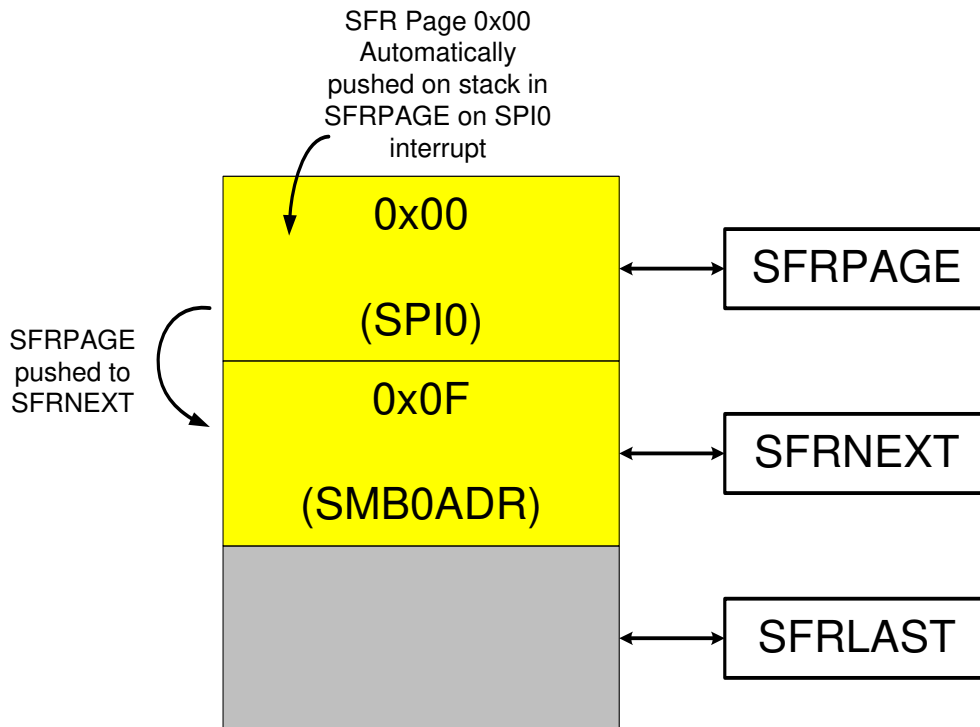 SFR Page 0x00
Automatically
pushed on stack in
SFRPAGE on SPI0
interrupt
0x00
(SPI0)
SFRPAGE
SFRPAGE
pushed to
SFRNEXT
0x0F
(SMB0ADR)
SFRNEXT
SFRLAST